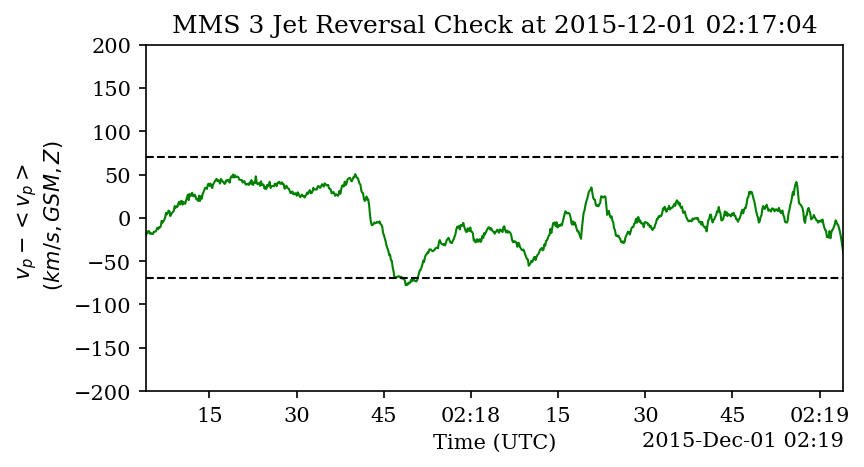 MMS 3 Jet Reversal Check at 2015-12-01 02:17:04
200
150
100
50
0
−50
−100
−150
−200
v_p − < v_p >
(km/s, GSM, Z)
15 30 45 02:18 15 30 45 02:19
Time (UTC)
2015-Dec-01 02:19